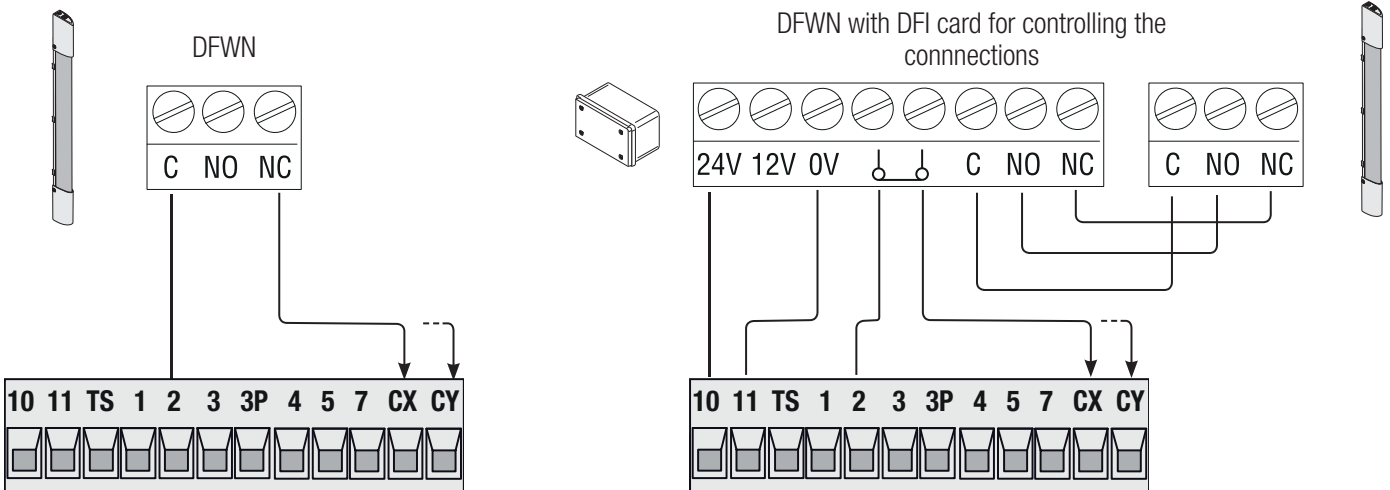 DFWN
C NO NC
10 11 TS 1 2 3 3P 4 5 7 CX CY
DFWN with DFI card for controlling the
connnections
24V 12V 0V C NO NC
C NO NC
10 11 TS 1 2 3 3P 4 5 7 CX CY